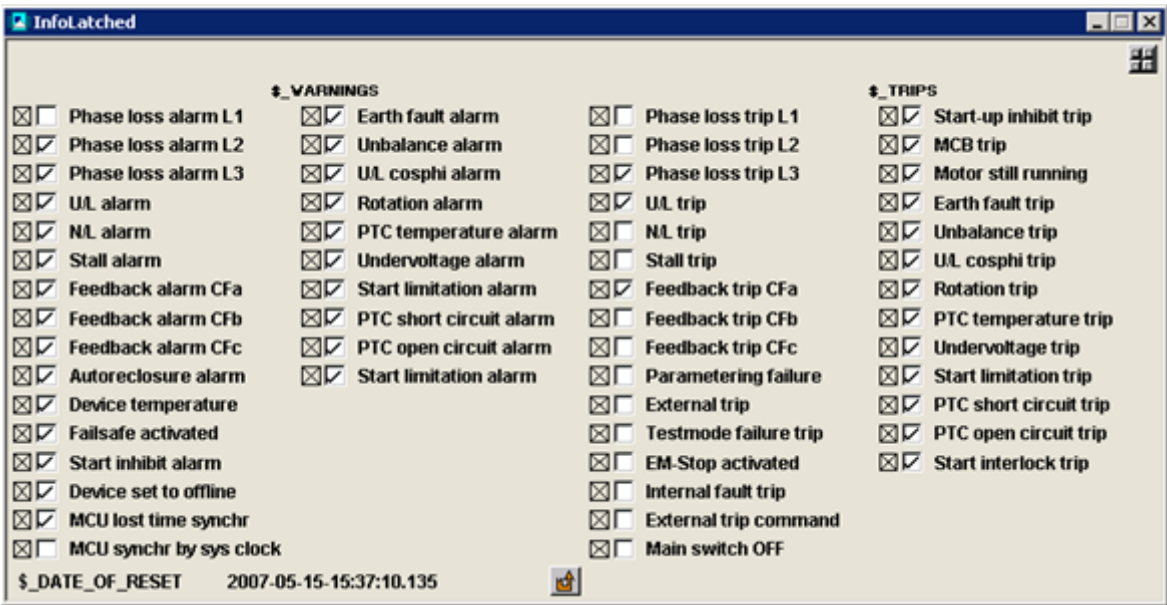 InfoLatched
$_WARNINGS
$_TRIPS
Phase loss alarm L1
Phase loss alarm L2
Phase loss alarm L3
U/L alarm
N/L alarm
Stall alarm
Feedback alarm CFa
Feedback alarm CFb
Feedback alarm CFc
Autoreclosure alarm
Device temperature
Failsafe activated
Start inhibit alarm
Device set to offline
MCU lost time synchr
MCU synchr by sys clock
Earth fault alarm
Unbalance alarm
U/L cosphi alarm
Rotation alarm
PTC temperature alarm
Undervoltage alarm
Start limitation alarm
PTC short circuit alarm
PTC open circuit alarm
Start limitation alarm
Phase loss trip L1
Phase loss trip L2
Phase loss trip L3
U/L trip
N/L trip
Stall trip
Feedback trip CFa
Feedback trip CFb
Feedback trip CFc
Parametering failure
External trip
Testmode failure trip
EM-Stop activated
Internal fault trip
External trip command
Main switch OFF
Start-up inhibit trip
MCB trip
Motor still running
Earth fault trip
Unbalance trip
U/L cosphi trip
Rotation trip
PTC temperature trip
Undervoltage trip
Start limitation trip
PTC short circuit trip
PTC open circuit trip
Start interlock trip
$_DATE_OF_RESET 2007-05-15-15:37:10.135